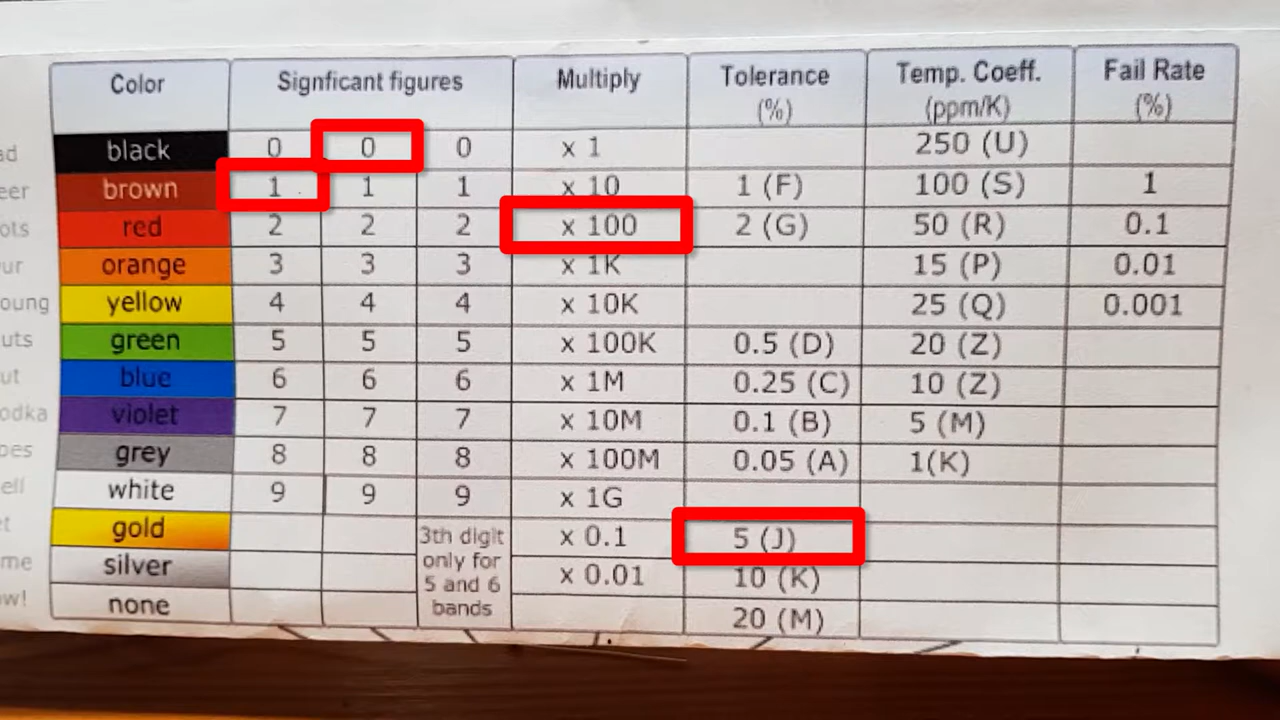 Color Signficant figures Multiply Tolerance (%) Temp. Coeff. (ppm/K) Fail Rate (%)
black 0 0 0 x 1 250 (U)
brown 1 1 1 x 10 1 (F) 100 (S) 1
red 2 2 2 x 100 2 (G) 50 (R) 0.1
orange 3 3 3 x 1K 15 (P) 0.01
yellow 4 4 4 x 10K 25 (Q) 0.001
green 5 5 5 x 100K 0.5 (D) 20 (Z)
blue 6 6 6 x 1M 0.25 (C) 10 (Z)
violet 7 7 7 x 10M 0.1 (B) 5 (M)
grey 8 8 8 x 100M 0.05 (A) 1(K)
white 9 9 9 x 1G
gold x 0.1 5 (J)
silver x 0.01 10 (K)
none 20 (M)
3th digit
only for
5 and 6
bands